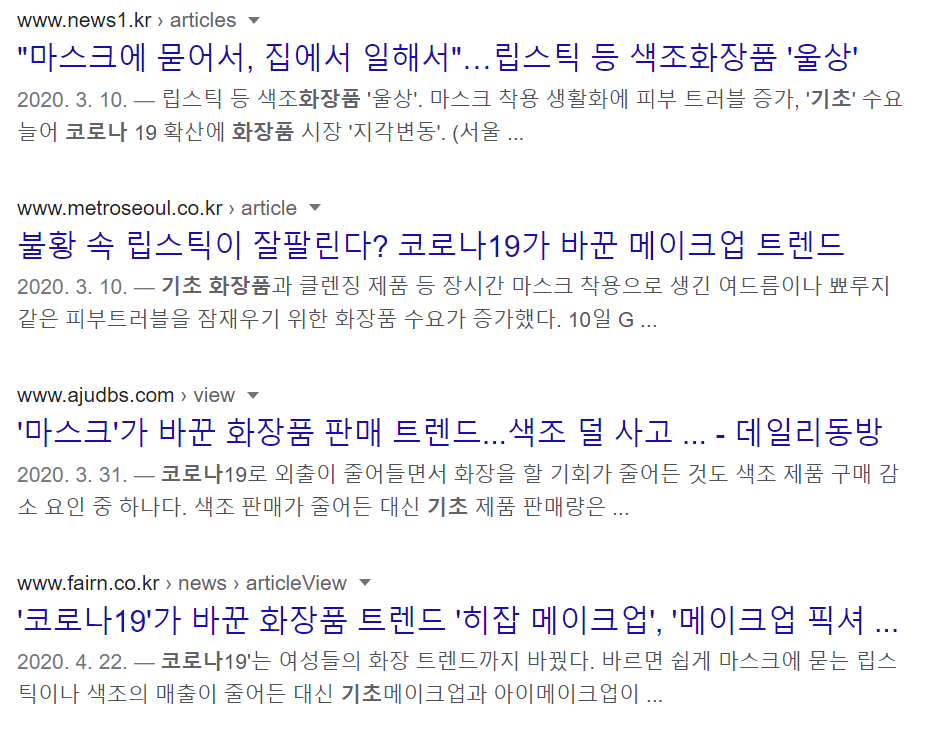 www.news1.kr › articles
"마스크에 묻어서, 집에서 일해서"...립스틱 등 색조화장품 '울상'
2020. 3. 10. — 립스틱 등 색조화장품 '울상'. 마스크 착용 생활화에 피부 트러블 증가, '기초' 수요
늘어 코로나 19 확산에 화장품 시장 '지각변동'. (서울 ...
www.metroseoul.co.kr › article
불황 속 립스틱이 잘팔린다? 코로나19가 바꾼 메이크업 트렌드
2020. 3. 10. — 기초 화장품과 클렌징 제품 등 장시간 마스크 착용으로 생긴 여드름이나 뾰루지
같은 피부트러블을 잠재우기 위한 화장품 수요가 증가했다. 10일 G ...
www.ajudbs.com › view
'마스크'가 바꾼 화장품 판매 트렌드...색조 덜 사고 ... - 데일리동방
2020. 3. 31. — 코로나19로 외출이 줄어들면서 화장을 할 기회가 줄어든 것도 색조 제품 구매 감
소 요인 중 하나다. 색조 판매가 줄어든 대신 기초 제품 판매량은 ...
www.fairn.co.kr › news › articleView
'코로나19'가 바꾼 화장품 트렌드 '히잡 메이크업', '메이크업 픽셔 ...
2020. 4. 22. — 코로나19'는 여성들의 화장 트렌드까지 바꿨다. 바르면 쉽게 마스크에 묻는 립스
틱이나 색조의 매출이 줄어든 대신 기초메이크업과 아이메이크업이 ...